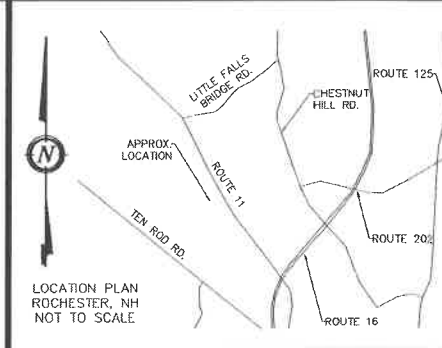 LITTLE FALLS
BRIDGE RD.
ROUTE 125
CHESTNUT
HILL RD.
APPROX.
LOCATION
ROUTE 11
N
TEN ROD RD.
ROUTE 202
LOCATION PLAN
ROCHESTER, NH
NOT TO SCALE
ROUTE 16